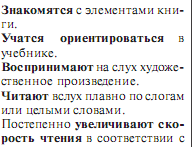 Знакомятся с элементами кни-
ги.
Учатся ориентироваться в
учебнике.
Воспринимают на слух художе-
ственное произведение.
Читают вслух плавно по слогам
или целыми словами.
Постепенно увеличивают ско-
рость чтения в соответствии с